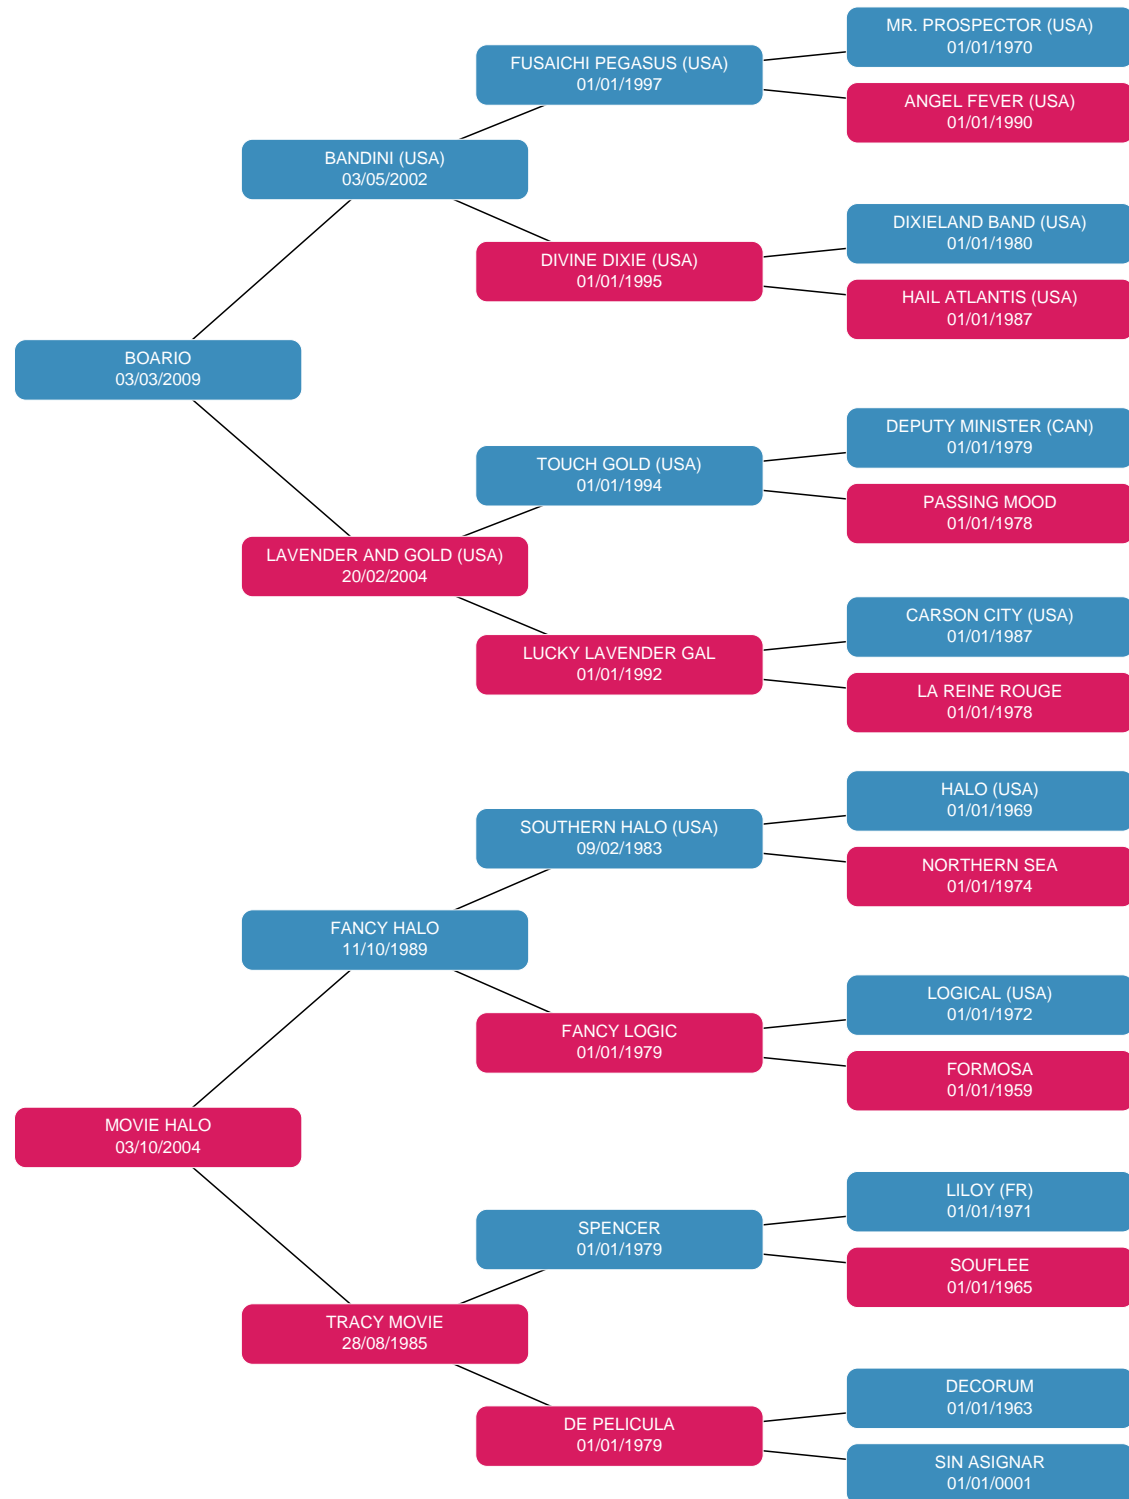 MR. PROSPECTOR (USA)
01/01/1970
FUSAICHI PEGASUS (USA)
01/01/1997
ANGEL FEVER (USA)
01/01/1990
BANDINI (USA)
03/05/2002
DIXIELAND BAND (USA)
01/01/1980
DIVINE DIXIE (USA)
01/01/1995
HAIL ATLANTIS (USA)
01/01/1987
BOARIO
03/03/2009
DEPUTY MINISTER (CAN)
01/01/1979
TOUCH GOLD (USA)
01/01/1994
PASSING MOOD
01/01/1978
LAVENDER AND GOLD (USA)
20/02/2004
CARSON CITY (USA)
01/01/1987
LUCKY LAVENDER GAL
01/01/1992
LA REINE ROUGE
01/01/1978
HALO (USA)
01/01/1969
SOUTHERN HALO (USA)
09/02/1983
NORTHERN SEA
01/01/1974
FANCY HALO
11/10/1989
LOGICAL (USA)
01/01/1972
FANCY LOGIC
01/01/1979
FORMOSA
01/01/1959
MOVIE HALO
03/10/2004
LILOY (FR)
01/01/1971
SPENCER
01/01/1979
SOUFLEE
01/01/1965
TRACY MOVIE
28/08/1985
DECORUM
01/01/1963
DE PELICULA
01/01/1979
SIN ASIGNAR
01/01/0001